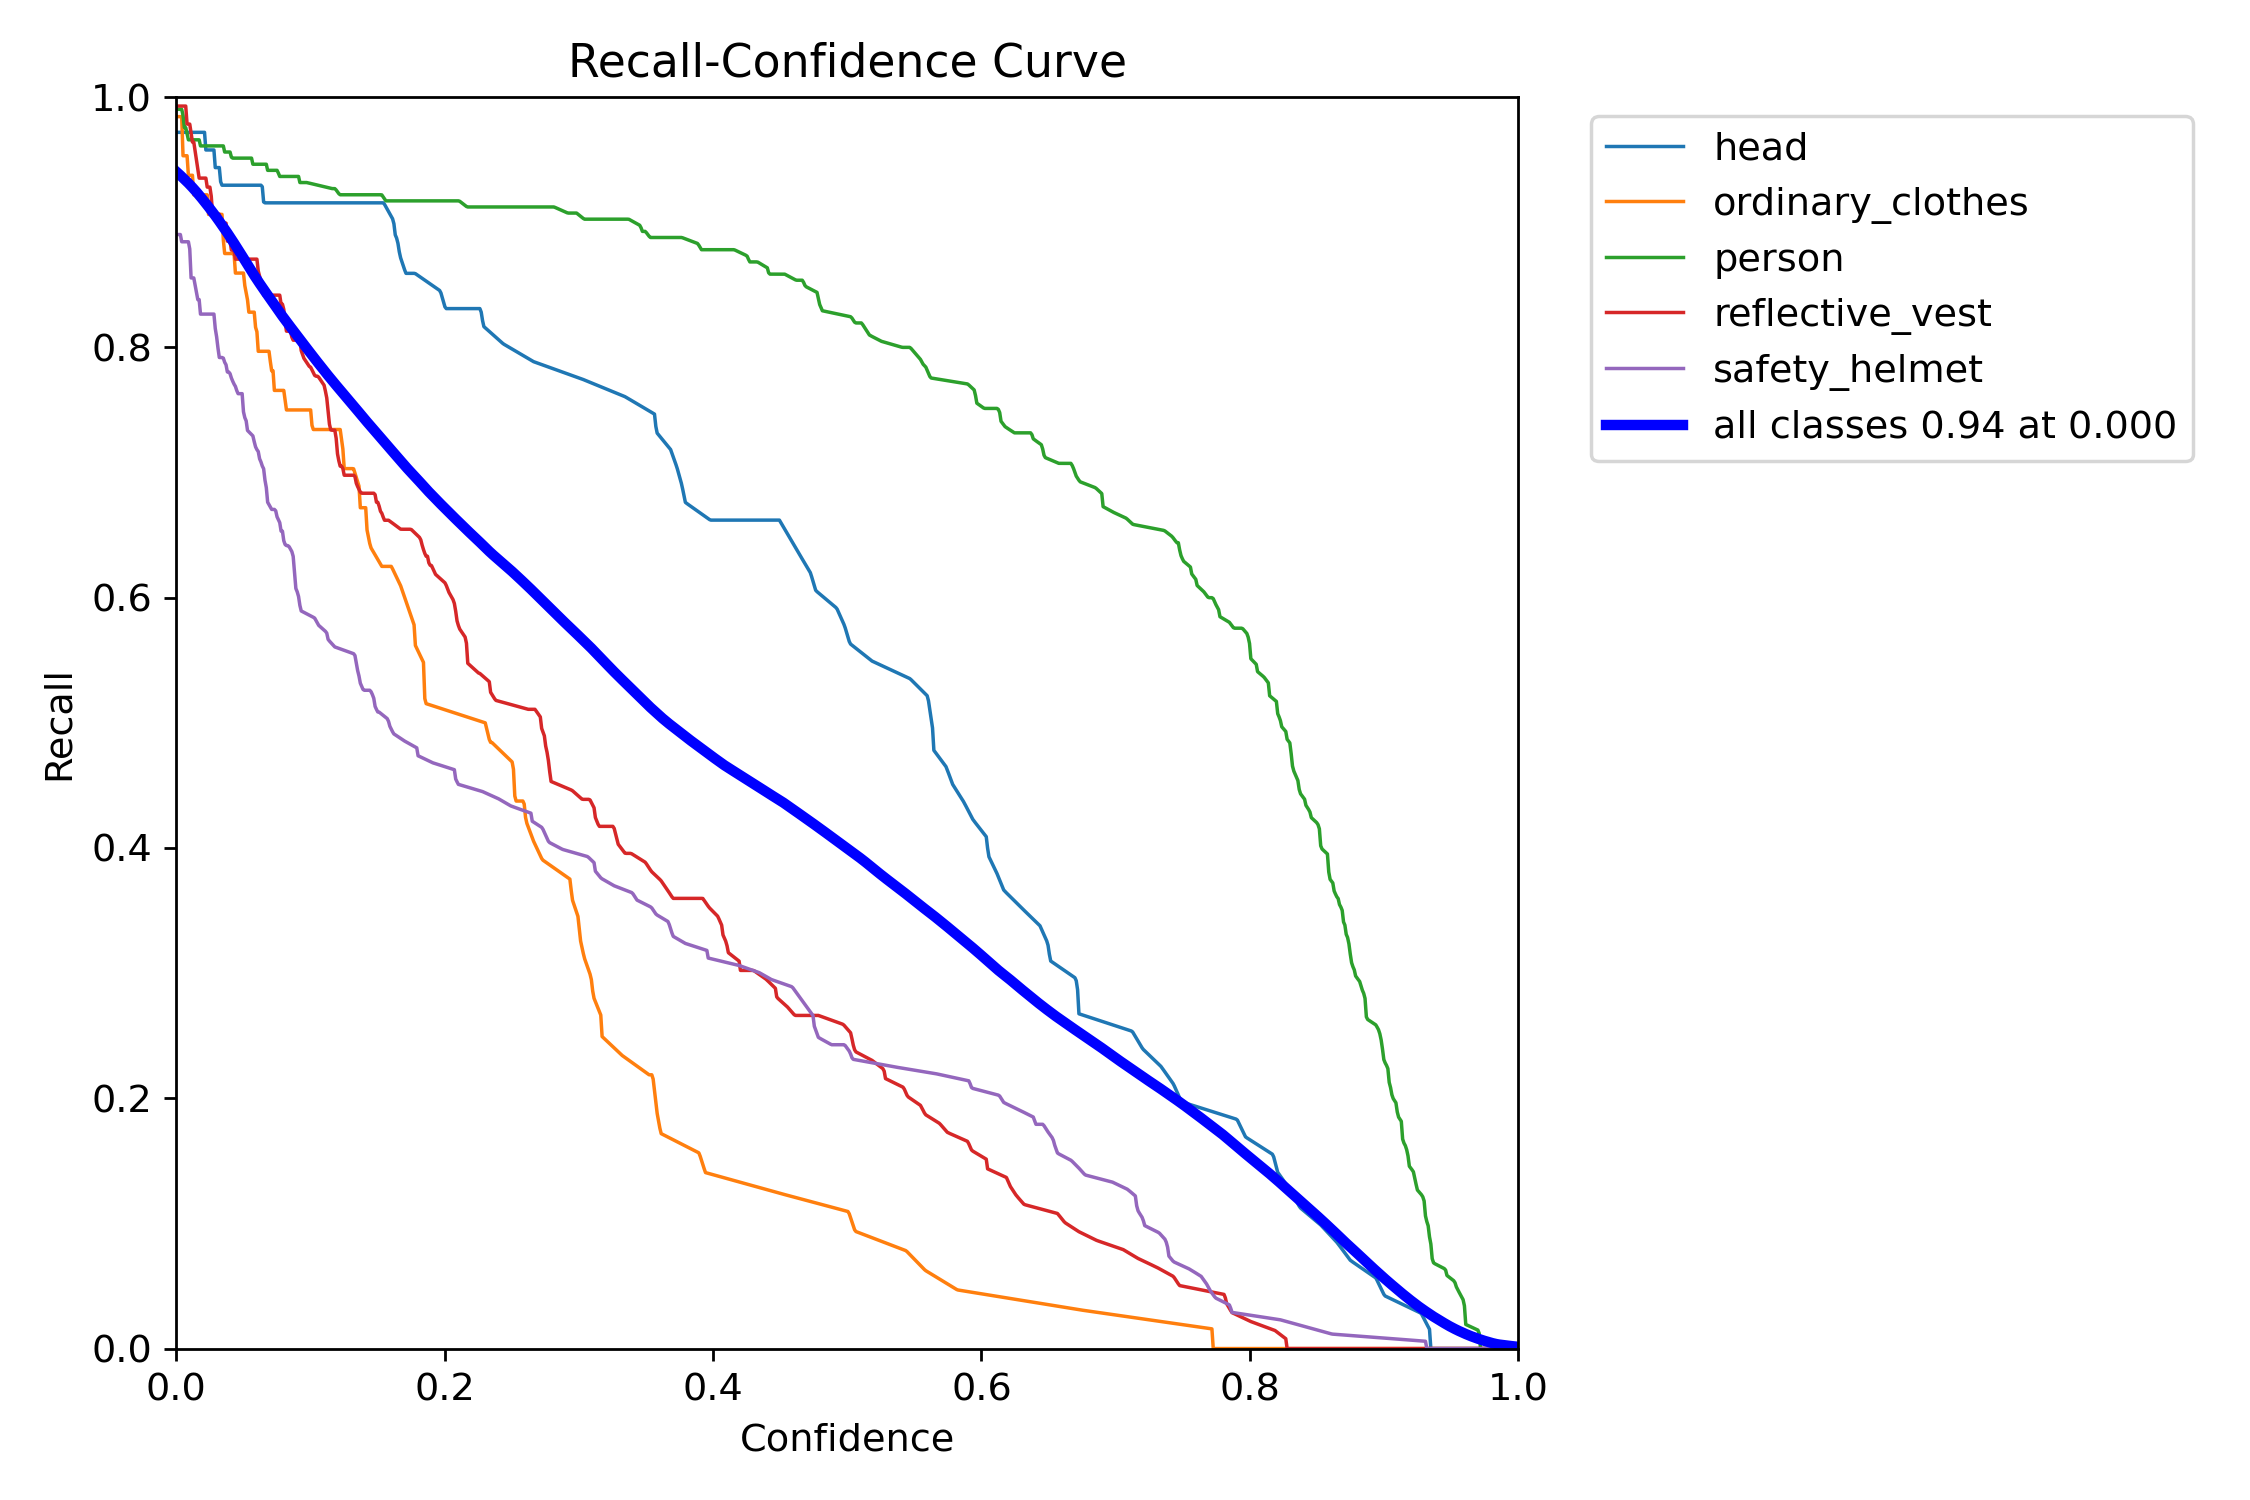 Recall-Confidence Curve
1.0
0.8
0.6
0.4
0.2
0.0
Recall
0.0 0.2 0.4 0.6 0.8 1.0
Confidence
head
ordinary_clothes
person
reflective_vest
safety_helmet
all classes 0.94 at 0.000